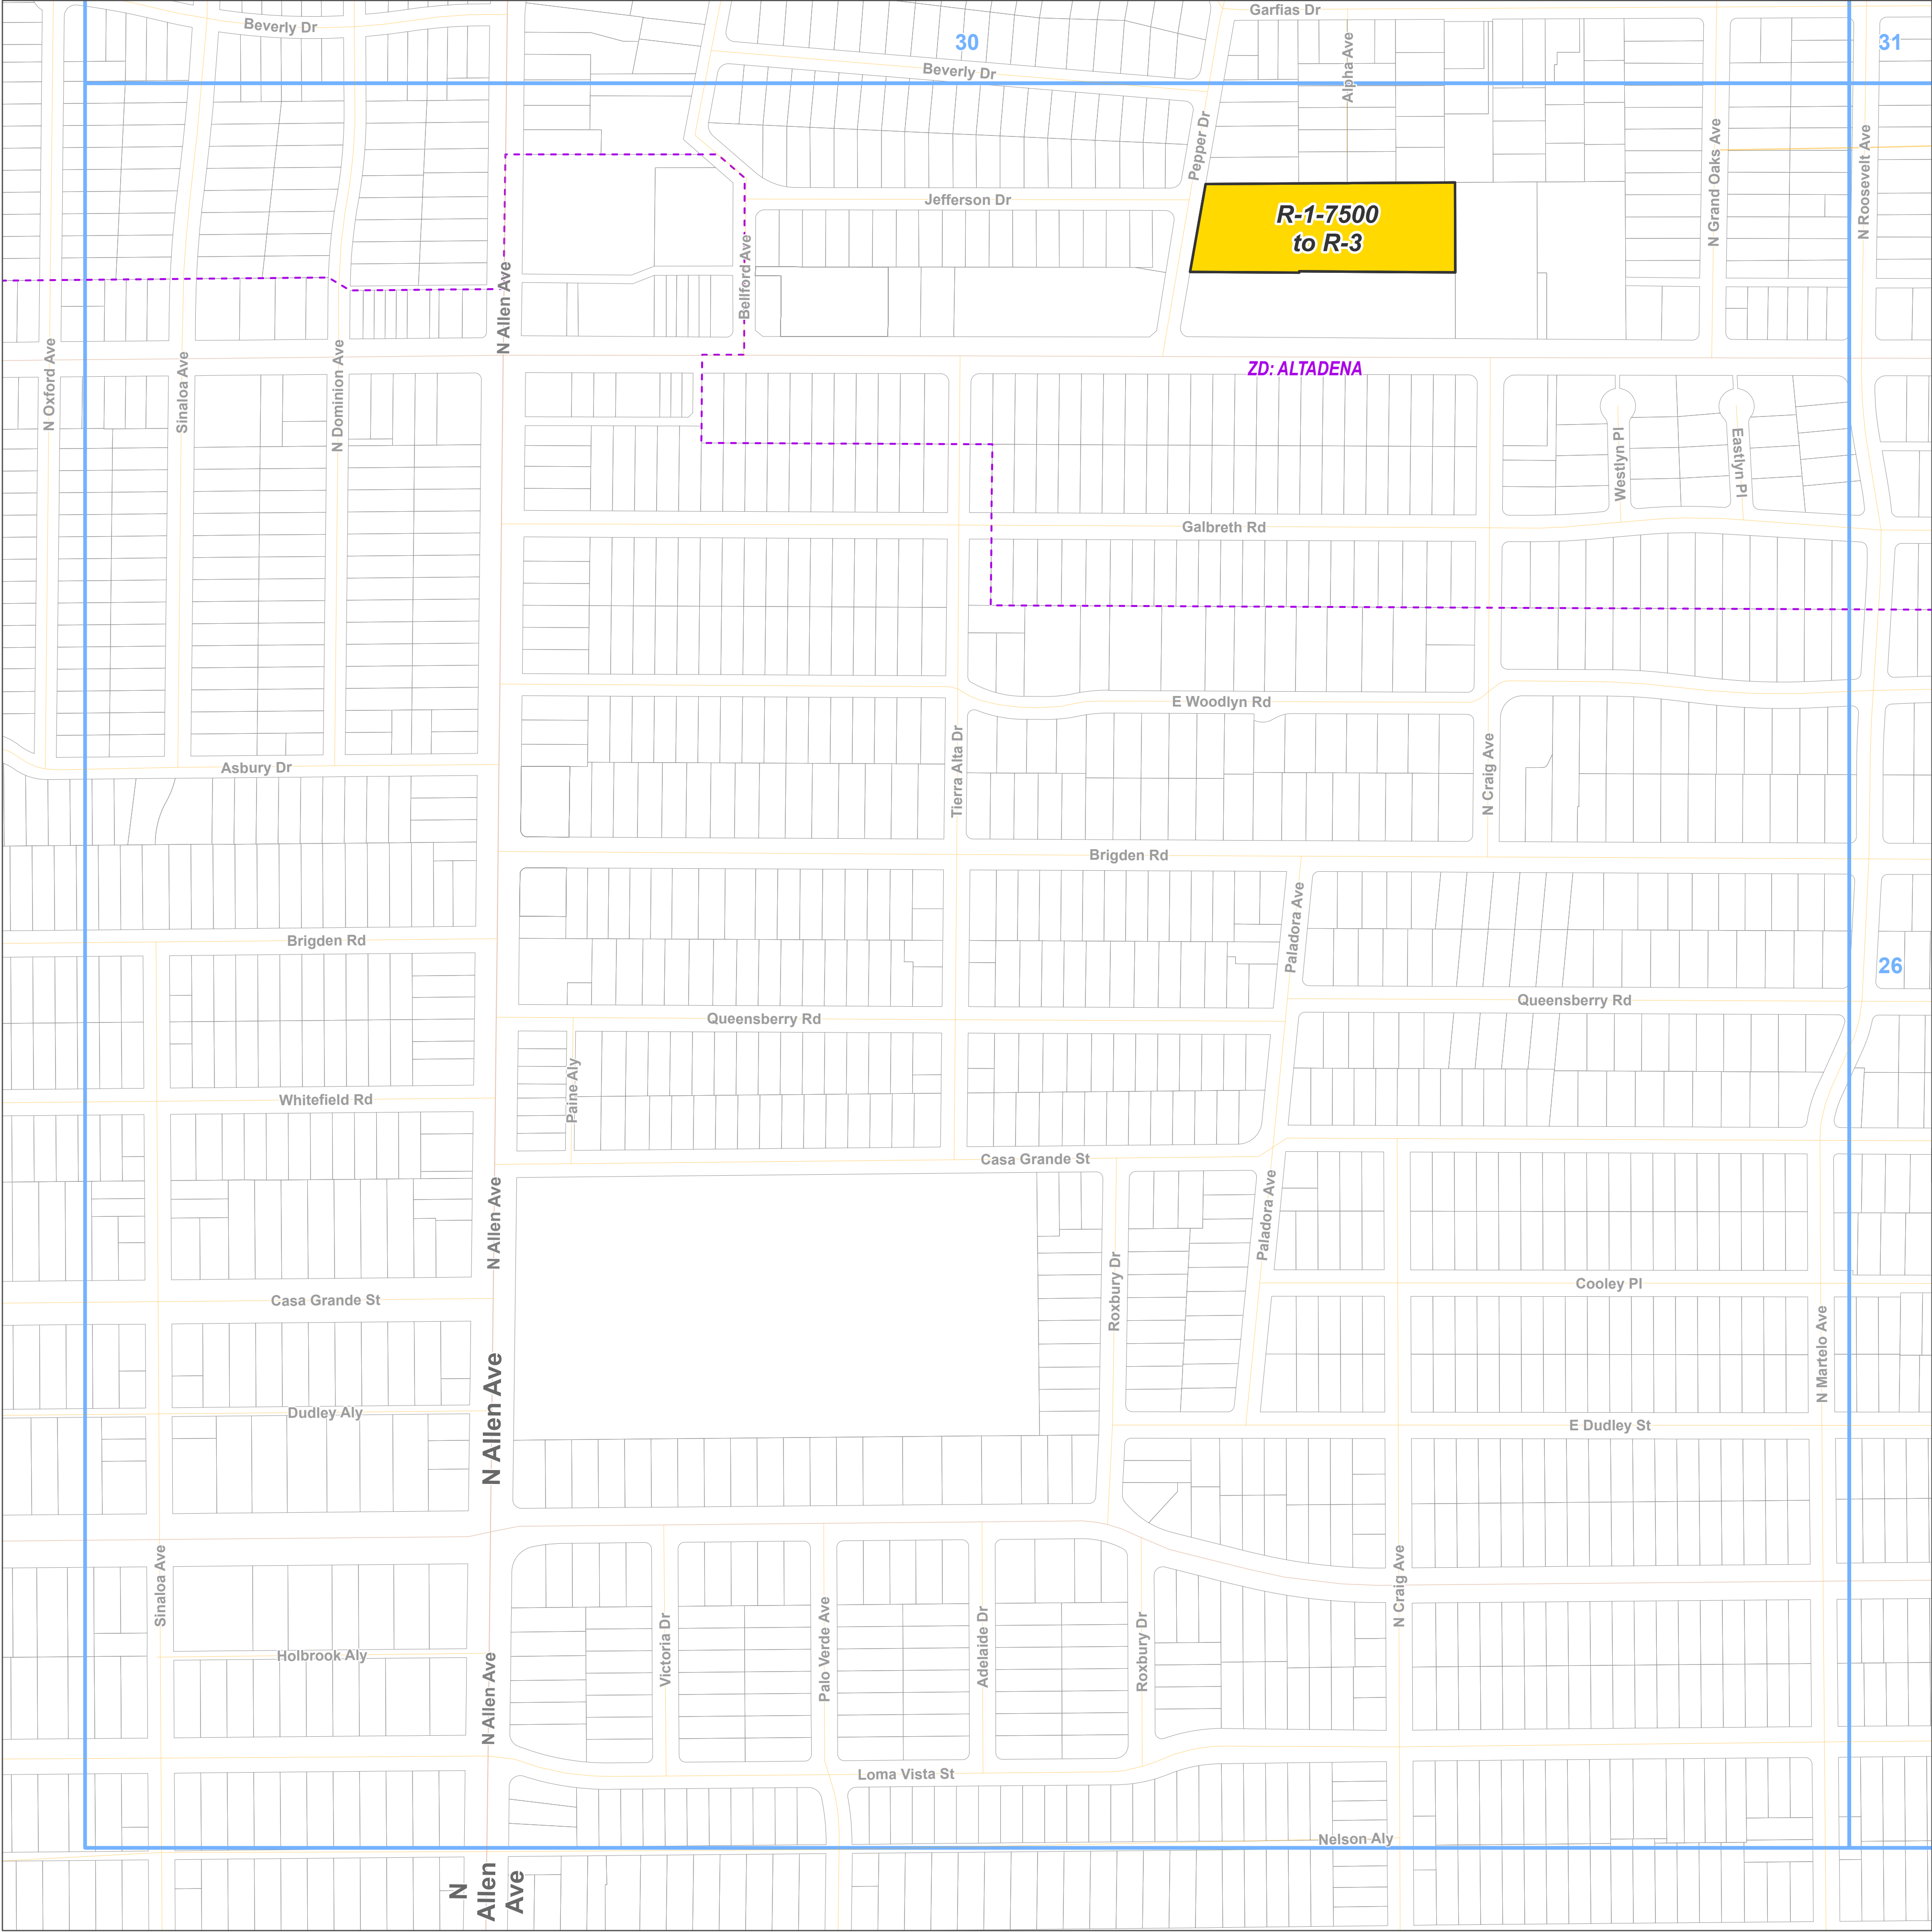 Garfias Dr
Beverly Dr
30
31
Beverly Dr
Alpha Ave
Pepper Dr
N Grand Oaks Ave
N Roosevelt Ave
Jefferson Dr
R-1-7500
to R-3
Bellford Ave
N Allen Ave
N Oxford Ave
Sinaloa Ave
N Dominion Ave
ZD: ALTADENA
Westlyn Pl
Eastlyn Pl
Galbreth Rd
E Woodlyn Rd
Asbury Dr
Tierra Alta Dr
N Craig Ave
Brigden Rd
Paladora Ave
Brigden Rd
26
Queensberry Rd
Queensberry Rd
Paine Aly
Whitefield Rd
Casa Grande St
N Allen Ave
Paladora Ave
Roxbury Dr
Cooley Pl
Casa Grande St
N Martelo Ave
N Allen Ave
Dudley Aly
E Dudley St
Sinaloa Ave
N Craig Ave
Victoria Dr
Palo Verde Ave
Adelaide Dr
Roxbury Dr
Holbrook Aly
N Allen Ave
Loma Vista St
Nelson Aly
N
Allen
Ave